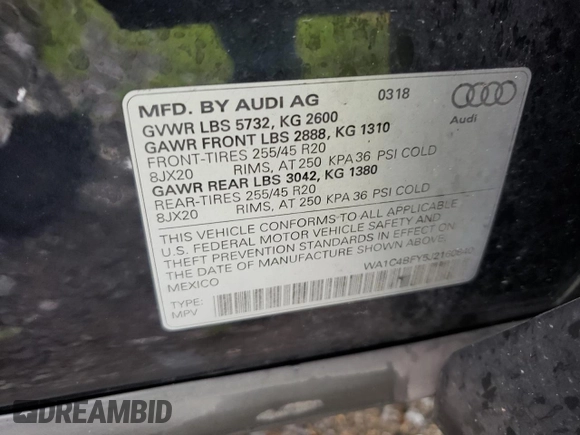 MFD. BY AUDI AG 0318
GVWR LBS 5732, KG 2600
GAWR FRONT LBS 2888, KG 1310
FRONT-TIRES 255/45 R20
8JX20 RIMS, AT 250 KPA 36 PSI COLD
GAWR REAR LBS 3042, KG 1380
REAR-TIRES 255/45 R20
8JX20 RIMS, AT 250 KPA 36 PSI COLD
Audi
THIS VEHICLE CONFORMS TO ALL APPLICABLE
U.S. FEDERAL MOTOR VEHICLE SAFETY AND
THEFT PREVENTION STANDARDS IN EFFECT ON
THE DATE OF MANUFACTURE SHOWN ABOVE.
MEXICO
TYPE:
MPV
DREAMBID